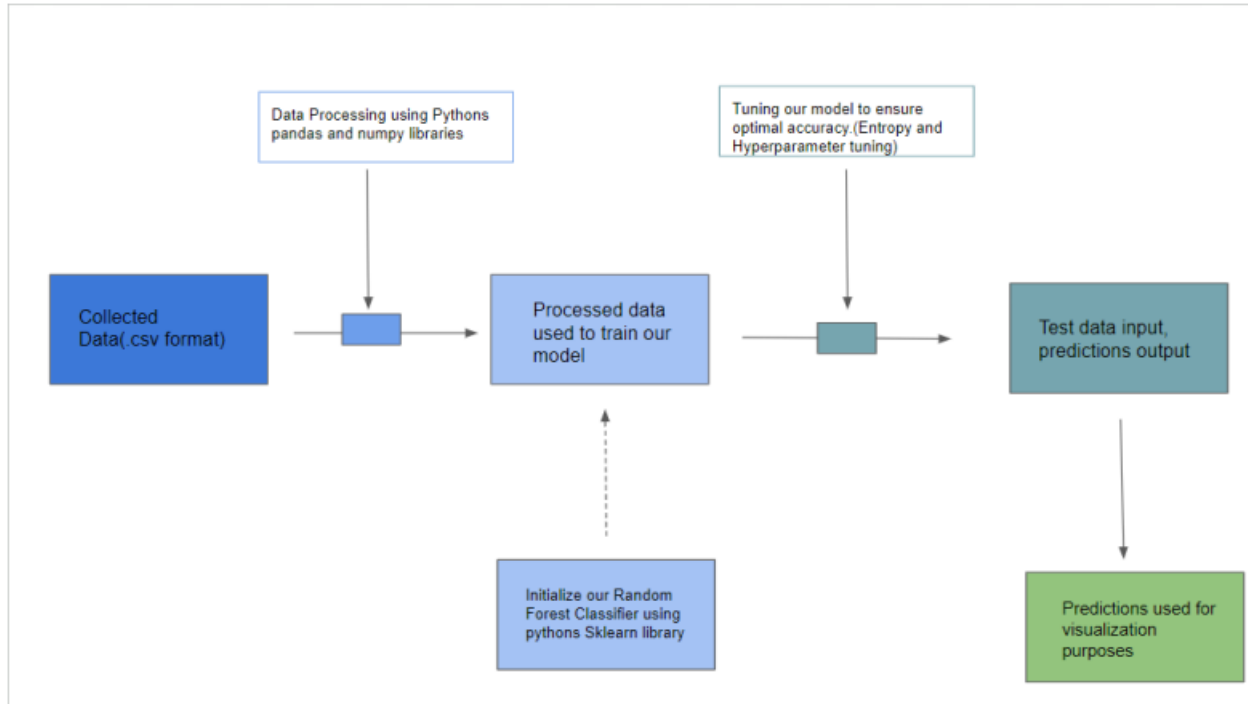 Data Processing using Pythons
pandas and numpy libraries
Tuning our model to ensure
optimal accuracy.(Entropy and
Hyperparameter tuning)
Collected
Data(.csv format)
Processed data
used to train our
model
Test data input,
predictions output
Initialize our Random
Forest Classifier using
pythons Sklearn library
Predictions used for
visualization
purposes